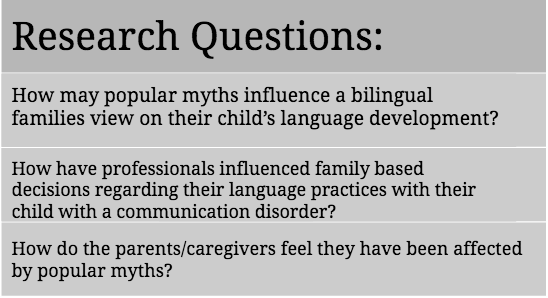 Research Questions:
How may popular myths influence a bilingual
families view on their child’s language development?
How have professionals influenced family based
decisions regarding their language practices with their
child with a communication disorder?
How do the parents/caregivers feel they have been affected
by popular myths?